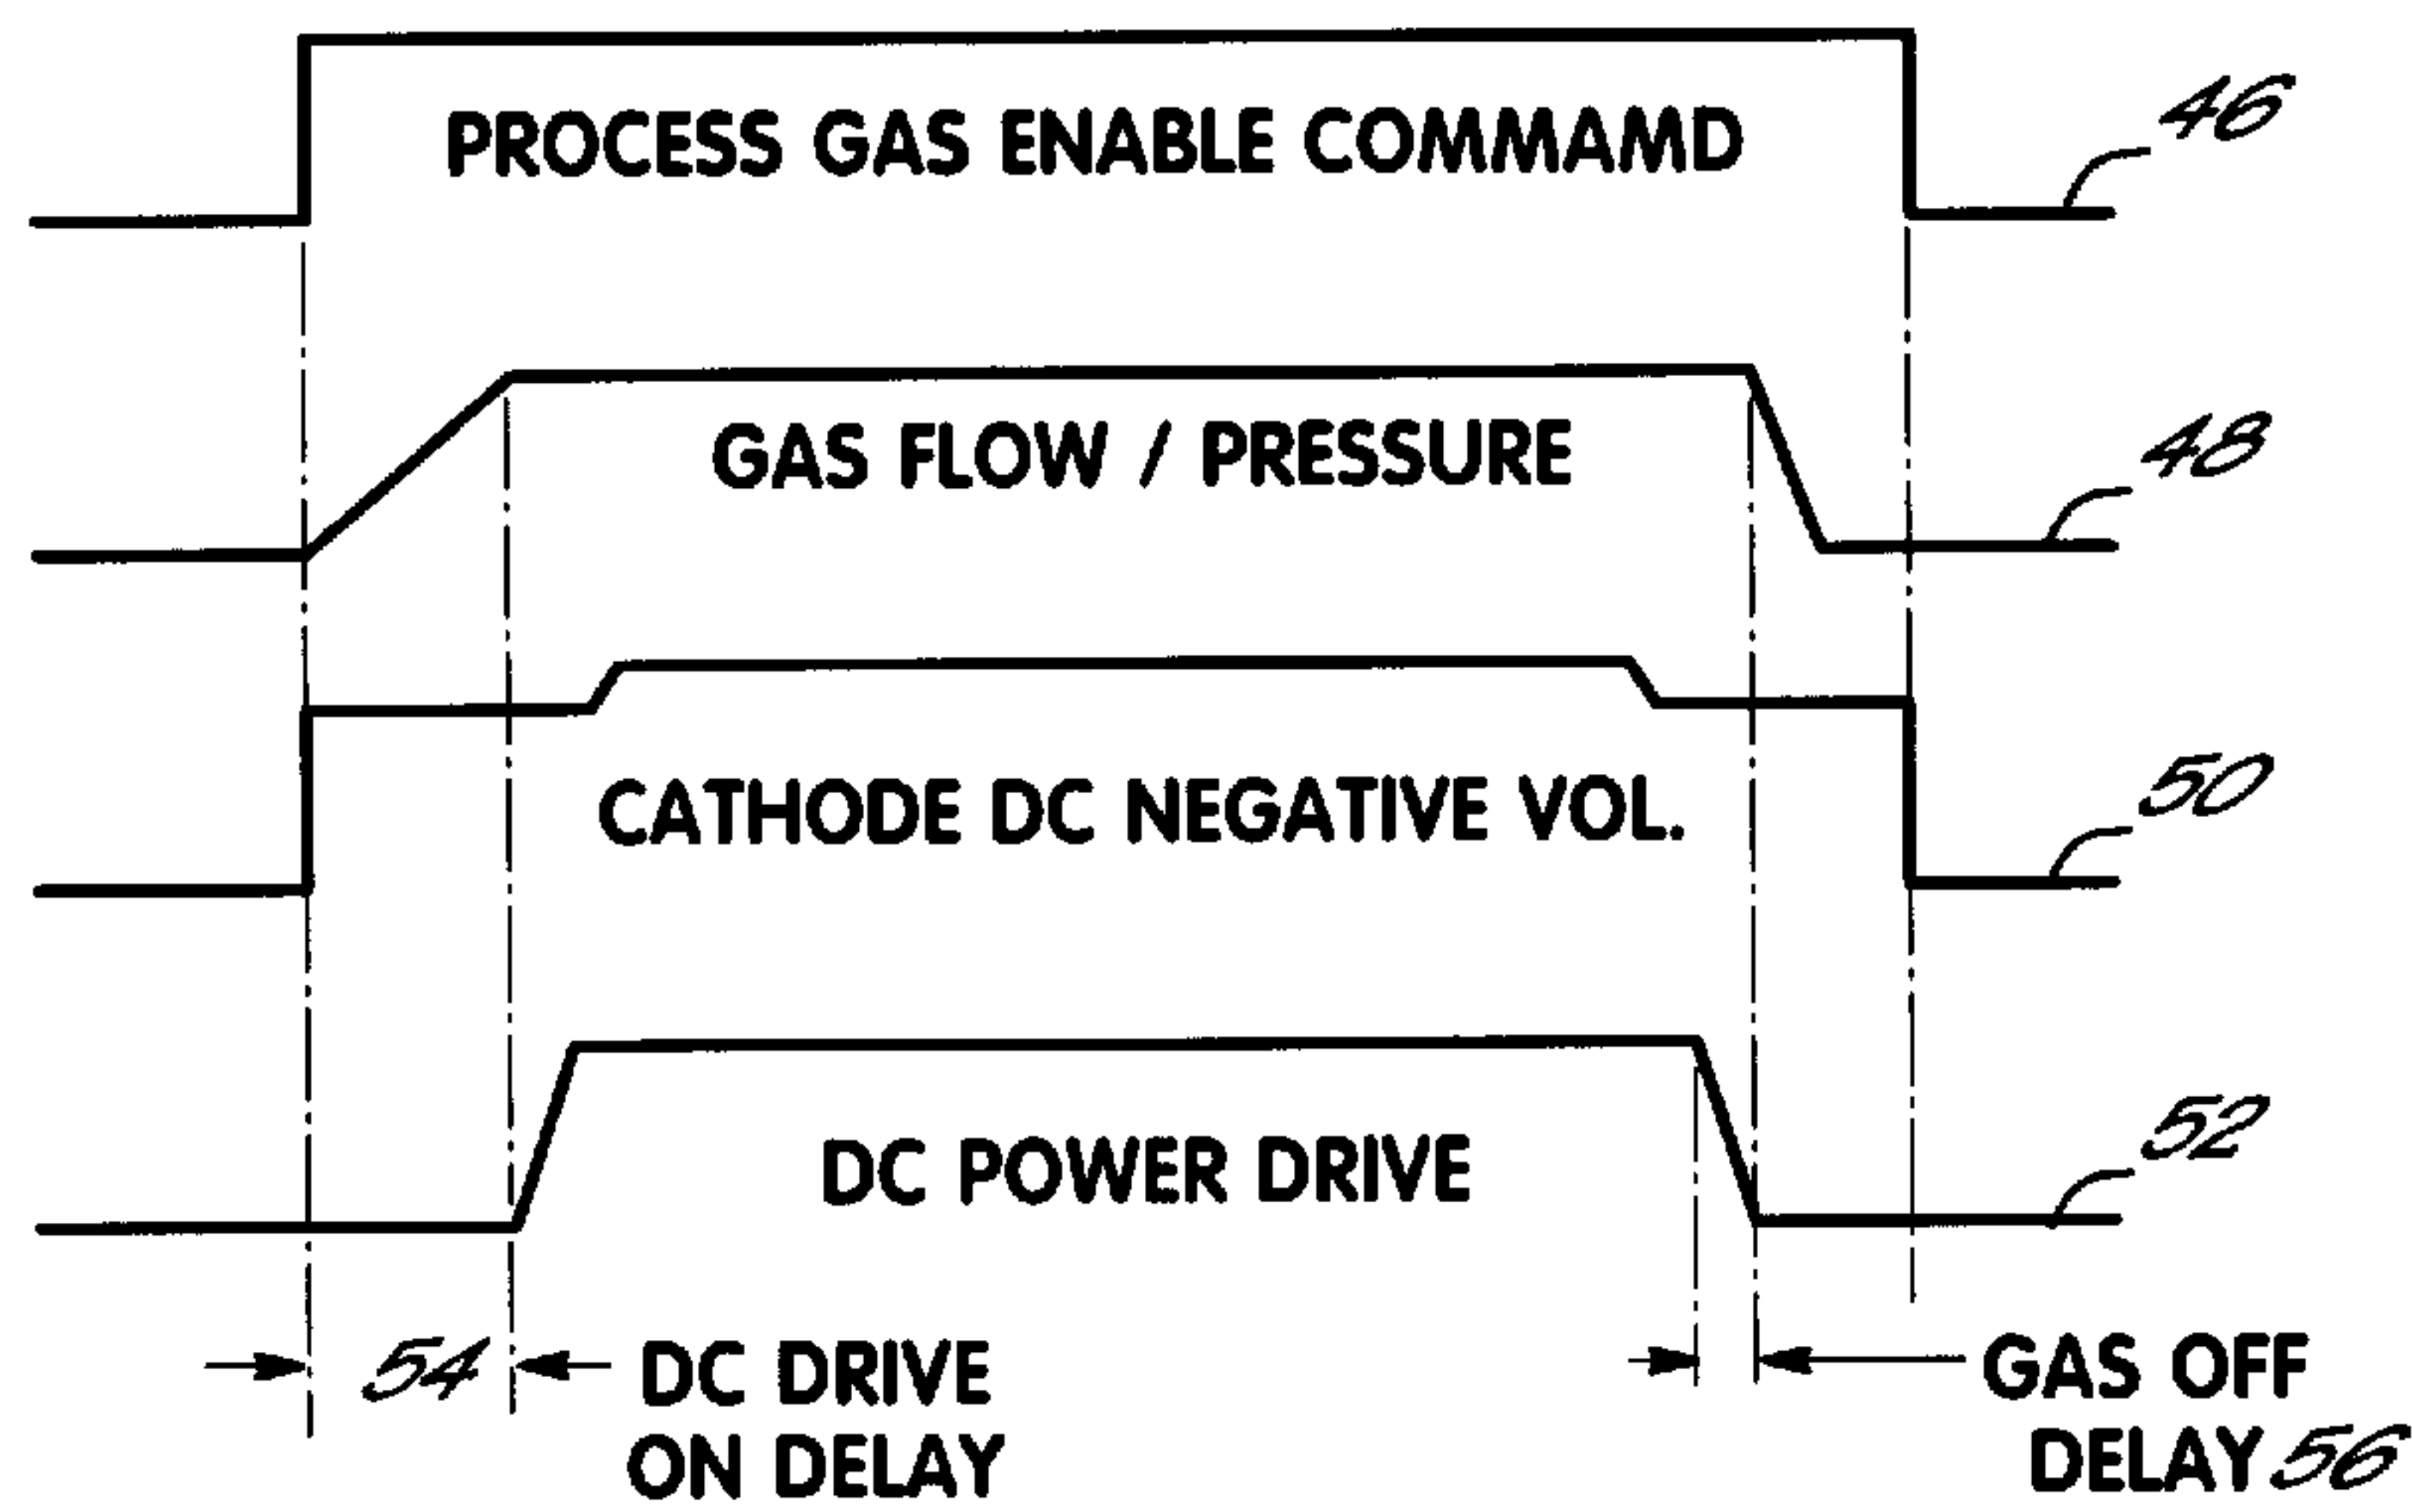 PROCESS GAS ENABLE COMMAMD
46
GAS FLOW / PRESSURE
48
CATHODE DC NEGATIVE VOL.
50
DC POWER DRIVE
52
54
DC DRIVE
ON DELAY
GAS OFF
DELAY 56